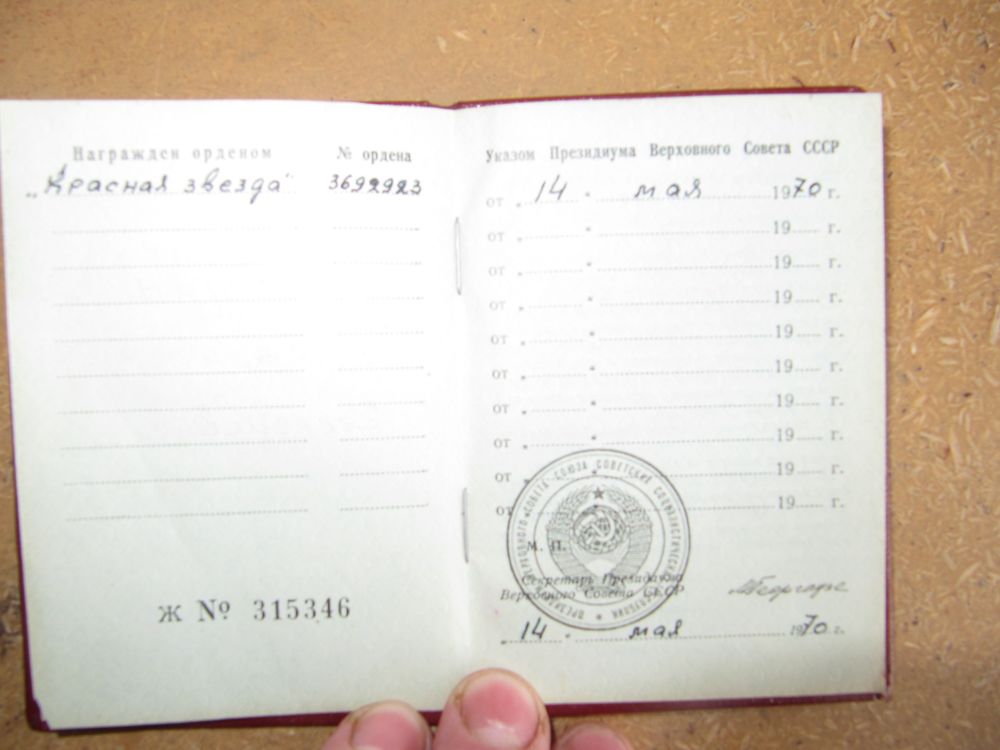 Награжден орденом № ордена
„Красная звезда" 3692923
Ж № 315346
Указом Президиума Верховного Совета СССР
от „ 14 " мая 1970 г.
от „ " 19 г.
от „ " 19 г.
от „ " 19 г.
от „ " 19 г.
от „ " 19 г.
от „ " 19 г.
от „ " 19 г.
от „ " 19 г.
от „ " 19 г.
М. П.
Секретарь Президиума
Верховного Совета СССР
„ 14 " мая 1970 г.